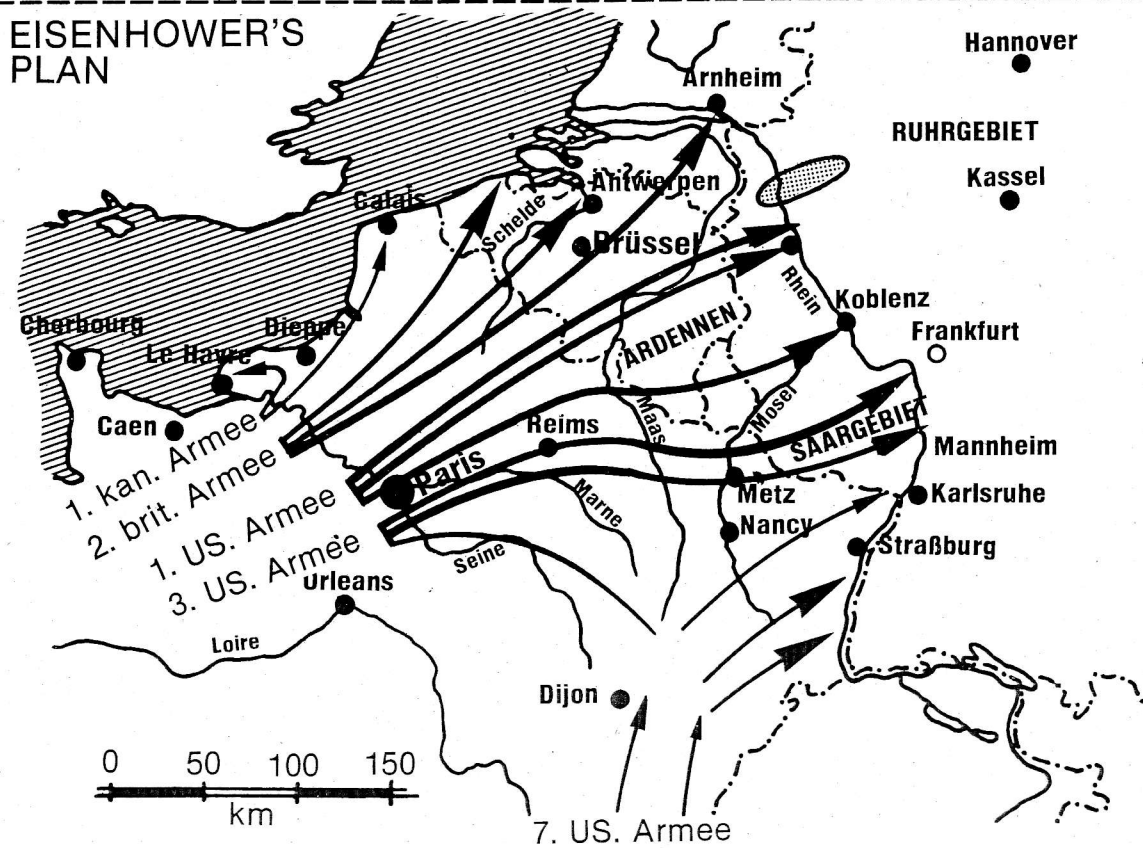 EISENHOWER'S
PLAN
Hannover
Arnheim
RUHRGEBIET
Kassel
Antwerpen
Calais
Schelde
Brüssel
Rhein
Koblenz
Frankfurt
Cherbourg
Dieppe
Le Havre
ARDENNEN
Caen
Reims
Maas
Mosel
SAARGEBIET
Mannheim
Paris
Metz
Karlsruhe
Marne
Nancy
Straßburg
Seine
1. kan. Armee
2. brit. Armee
1. US. Armee
3. US. Armee
Orleans
Loire
Dijon
0 50 100 150
km
7. US. Armee